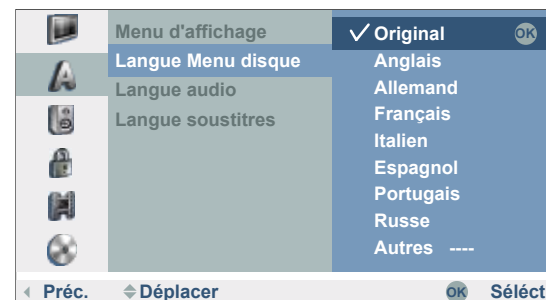 Menu d'affichage
Langue Menu disque
Langue audio
Langue soustitres
✓ Original OK
Anglais
Allemand
Français
Italien
Espagnol
Portugais
Russe
Autres ----
Préc. Déplacer OK Séléct